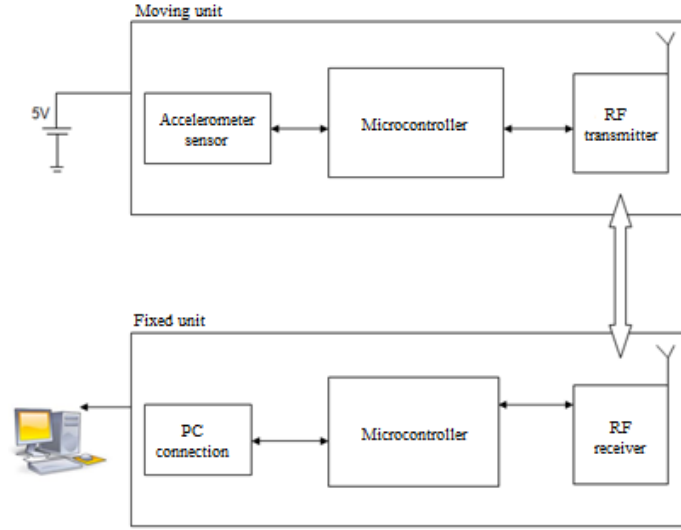 Moving unit
5V
Accelerometer
sensor
Microcontroller
RF
transmitter
Fixed unit
PC
connection
Microcontroller
RF
receiver